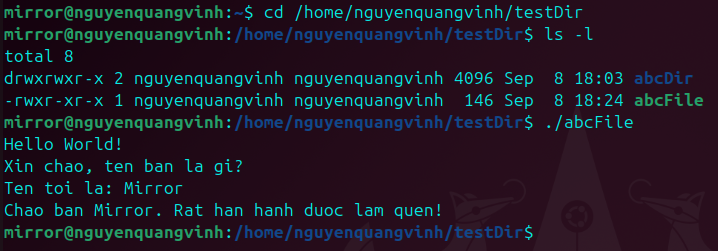 mirror@nguyenquangvinh:~$ cd /home/nguyenquangvinh/testDir
mirror@nguyenquangvinh:/home/nguyenquangvinh/testDir$ ls -l
total 8
drwxrwxr-x 2 nguyenquangvinh nguyenquangvinh 4096 Sep  8 18:03 abcDir
-rwxr-xr-x 1 nguyenquangvinh nguyenquangvinh  146 Sep  8 18:24 abcFile
mirror@nguyenquangvinh:/home/nguyenquangvinh/testDir$ ./abcFile
Hello World!
Xin chao, ten ban la gi?
Ten toi la: Mirror
Chao ban Mirror. Rat han hanh duoc lam quen!
mirror@nguyenquangvinh:/home/nguyenquangvinh/testDir$